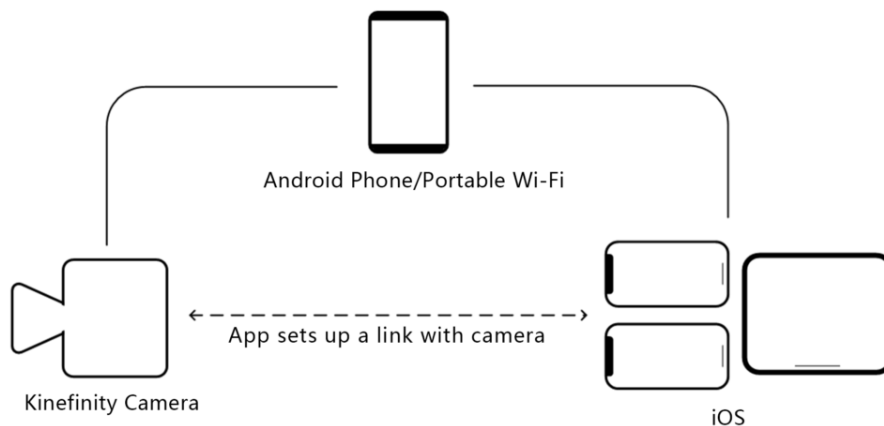 Android Phone/Portable Wi-Fi
App sets up a link with camera
Kinefinity Camera
iOS